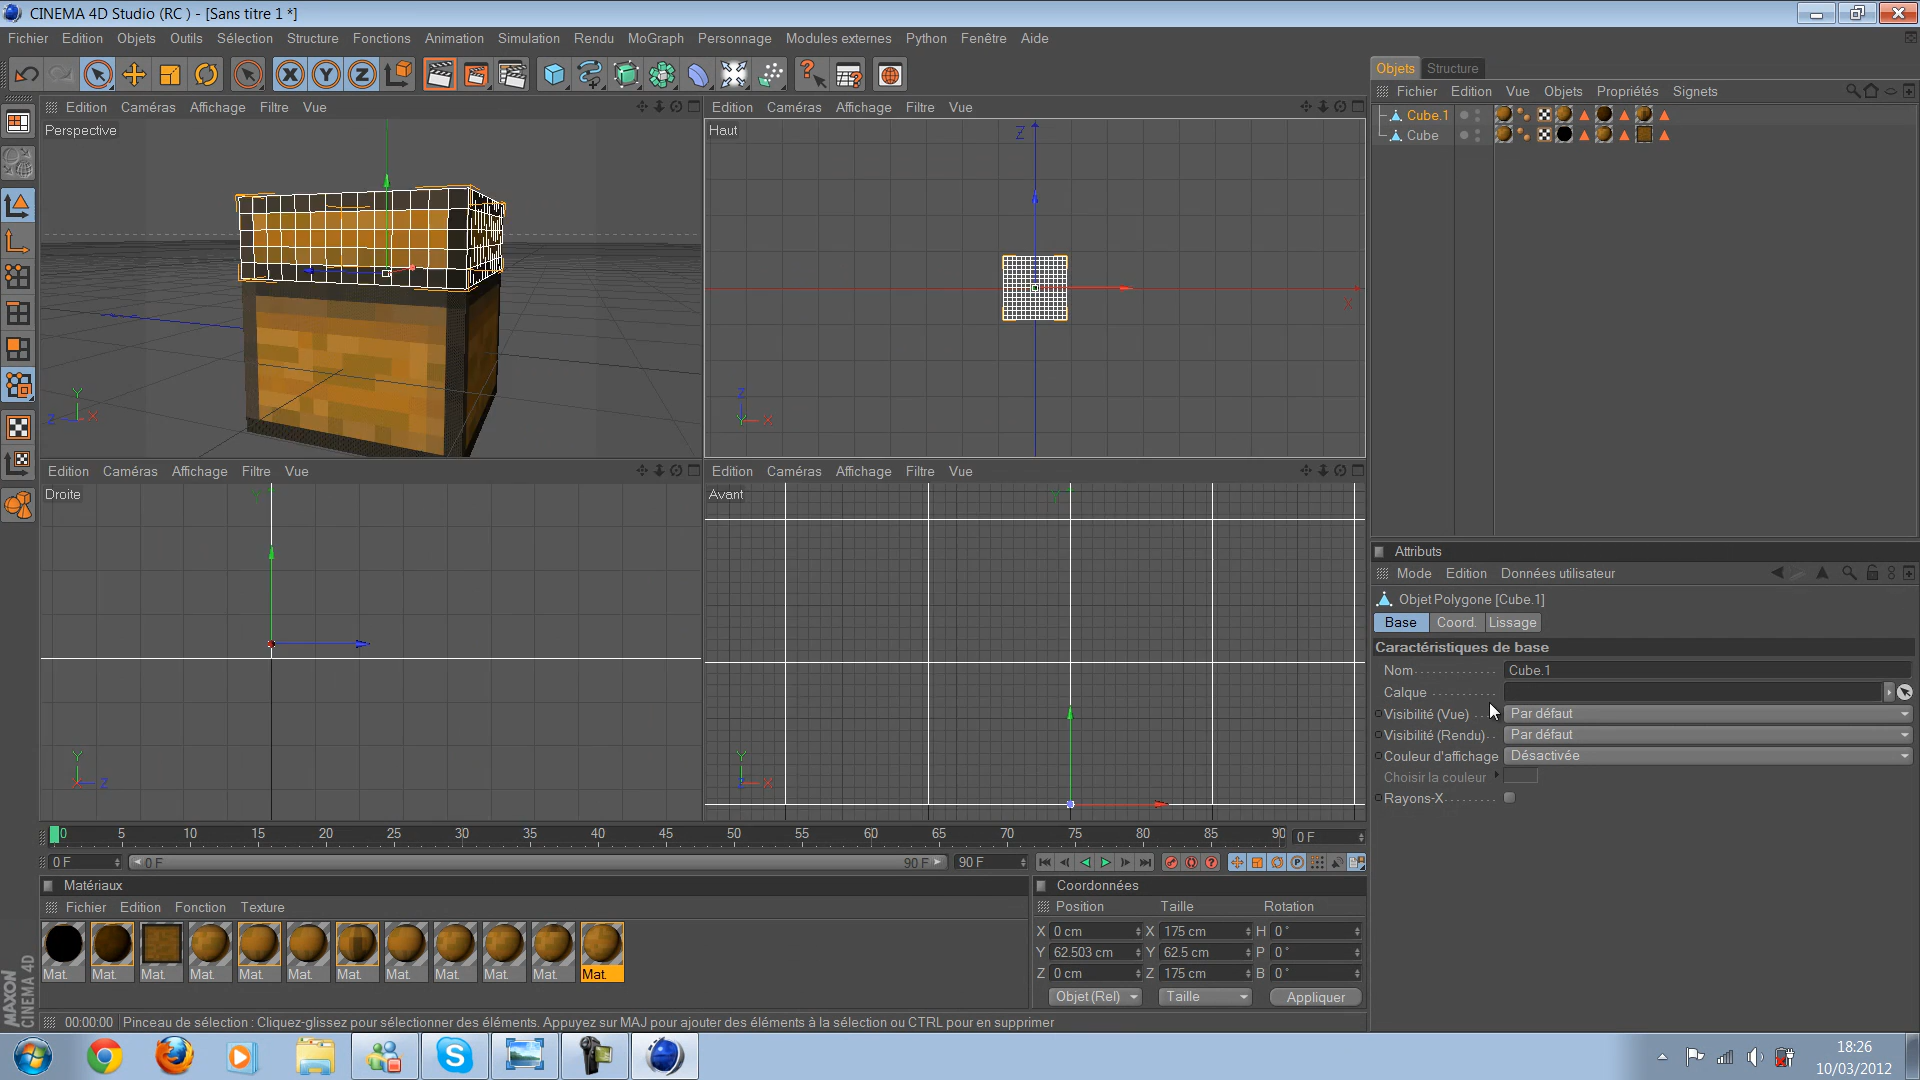 CINEMA 4D Studio (RC ) - [Sans titre 1 *]
Fichier Edition Objets Outils Sélection Structure Fonctions Animation Simulation Rendu MoGraph Personnage Modules externes Python Fenêtre Aide
Edition Caméras Affichage Filtre Vue
Perspective
Edition Caméras Affichage Filtre Vue
Haut
Z
X
Y
Z X
Z
Y X
Edition Caméras Affichage Filtre Vue
Droite
Y
Y
X Z
Edition Caméras Affichage Filtre Vue
Avant
Y
Y
Z X
Objets Structure
Fichier Edition Vue Objets Propriétés Signets
Cube.1
Cube
Attributs
Mode Edition Données utilisateur
Objet Polygone [Cube.1]
Base Coord. Lissage
Caractéristiques de base
Nom Cube.1
Calque
Visibilité (Vue) Par défaut
Visibilité (Rendu) Par défaut
Couleur d'affichage Désactivée
Choisir la couleur
Rayons-X
0 5 10 15 20 25 30 35 40 45 50 55 60 65 70 75 80 85 90 0 F
0 F 0 F 90 F 90 F
Matériaux
Fichier Edition Fonction Texture
Mat. Mat. Mat. Mat. Mat. Mat. Mat. Mat. Mat. Mat. Mat. Mat.
Coordonnées
Position Taille Rotation
X 0 cm X 175 cm H 0 °
Y 62.503 cm Y 62.5 cm P 0 °
Z 0 cm Z 175 cm B 0 °
Objet (Rel) Taille Appliquer
MAXON
CINEMA 4D
00:00:00 Pinceau de sélection : Cliquez-glissez pour sélectionner des éléments. Appuyez sur MAJ pour ajouter des éléments à la sélection ou CTRL pour en supprimer
18:26
10/03/2012